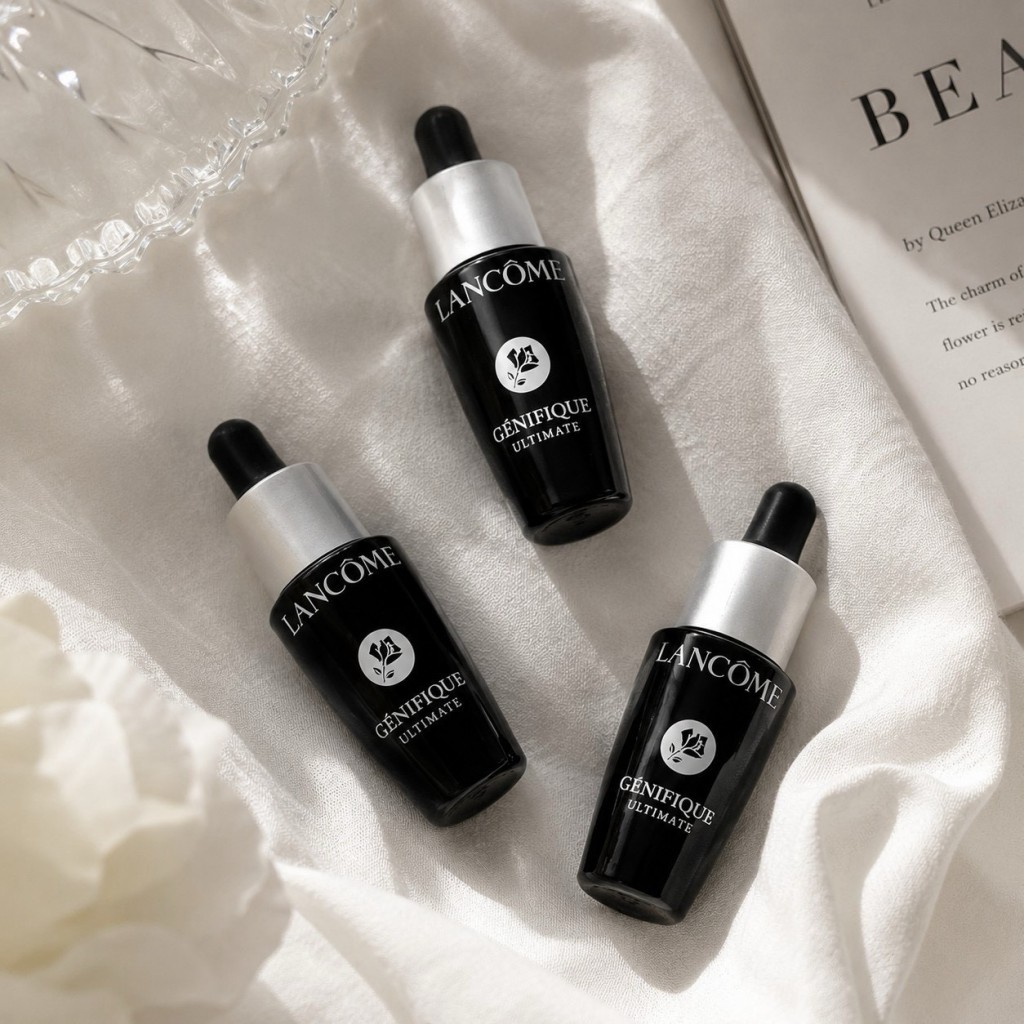 BEA
by Queen Eliza
The charm of
flower is re
no reason
LANCÔME
GÉNIFIQUE
ULTIMATE
LANCÔME
GÉNIFIQUE
ULTIMATE
LANCÔME
GÉNIFIQUE
ULTIMATE